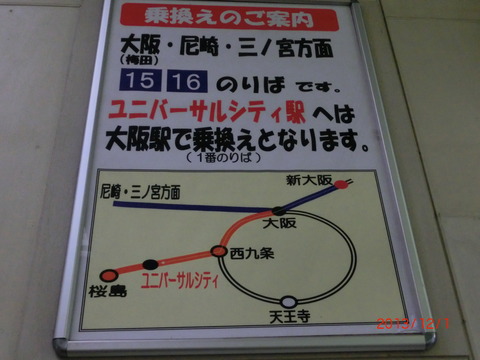 乗換えのご案内
大阪・尼崎・三ノ宮方面
(梅田)
15 16 のりば です。
ユニバーサルシティ駅 へは
大阪駅で乗換えとなります。
(1番のりば)
新大阪
尼崎・三ノ宮方面
大阪
西九条
ユニバーサルシティ
桜島
天王寺